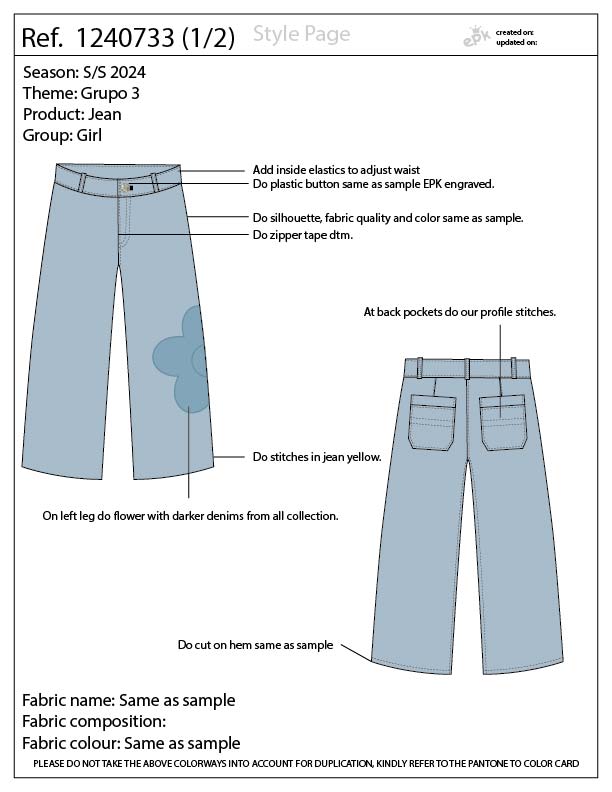 Ref. 1240733 (1/2)
Style Page
epk
created on:
updated on:
Season: S/S 2024
Theme: Grupo 3
Product: Jean
Group: Girl
Add inside elastics to adjust waist
Do plastic button same as sample EPK engraved.
Do silhouette, fabric quality and color same as sample.
Do zipper tape dtm.
At back pockets do our profile stitches.
Do stitches in jean yellow.
On left leg do flower with darker denims from all collection.
Do cut on hem same as sample
Fabric name: Same as sample
Fabric composition:
Fabric colour: Same as sample
PLEASE DO NOT TAKE THE ABOVE COLORWAYS INTO ACCOUNT FOR DUPLICATION, KINDLY REFER TO THE PANTONE TO COLOR CARD